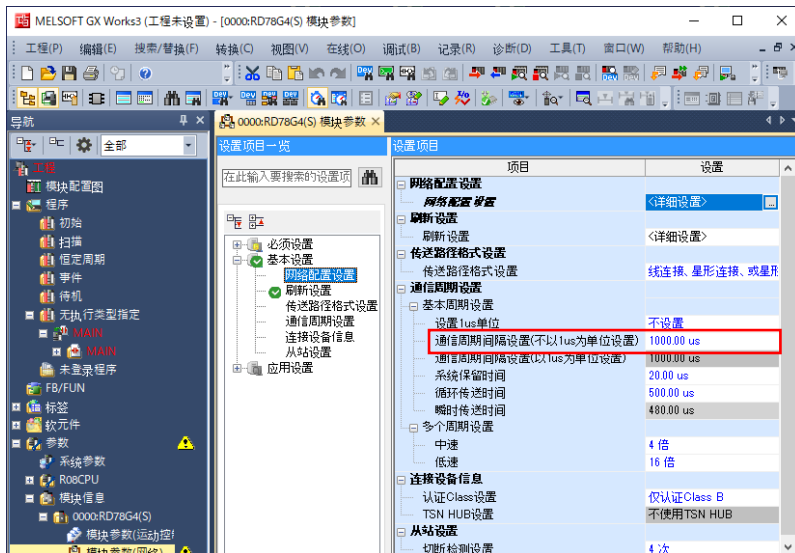 MELSOFT GX Works3 (工程未设置) - [0000:RD78G4(S) 模块参数]
工程(P) 编辑(E) 搜索/替换(F) 转换(C) 视图(V) 在线(O) 调试(B) 记录(R) 诊断(D) 工具(T) 窗口(W) 帮助(H)
导航
0000:RD78G4(S) 模块参数
全部
工程
模块配置图
程序
初始
扫描
恒定周期
事件
待机
无执行类型指定
MAIN
MAIN
未登录程序
FB/FUN
标签
软元件
参数
系统参数
R08CPU
模块信息
0000:RD78G4(S)
模块参数(运动控制
模块参数(网络)
设置项目一览
在此输入要搜索的设置项
必须设置
基本设置
网络配置设置
刷新设置
传送路径格式设置
通信周期设置
连接设备信息
从站设置
应用设置
设置项目
项目 设置
网络配置设置
网络配置设置 <详细设置> ...
刷新设置
刷新设置 <详细设置>
传送路径格式设置
传送路径格式设置 线连接、星形连接、或星形
通信周期设置
基本周期设置
设置1us单位 不设置
通信周期间隔设置(不以1us为单位设置) 1000.00 us
通信周期间隔设置(以1us为单位设置) 1000.00 us
系统保留时间 20.00 us
循环传送时间 500.00 us
瞬时传送时间 480.00 us
多个周期设置
中速 4 倍
低速 16 倍
连接设备信息
认证Class设置 仅认证Class B
TSN HUB设置 不使用TSN HUB
从站设置
切断检测设置 4 次